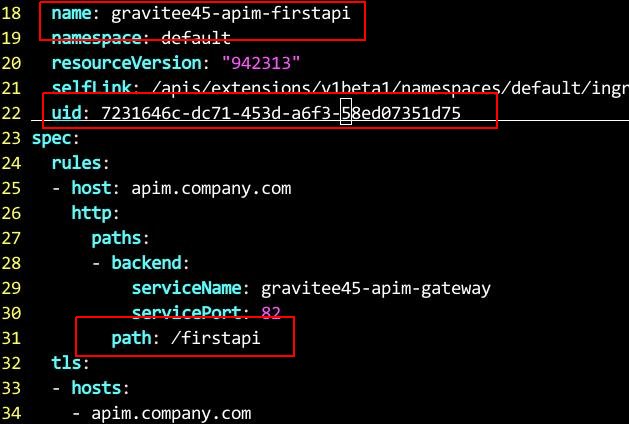 18 name: gravitee45-apim-firstapi
19 namespace: default
20 resourceVersion: "942313"
21 selfLink: /apis/extensions/v1beta1/namespaces/default/ingr
22 uid: 7231646c-dc71-453d-a6f3-58ed07351d75
23 spec:
24 rules:
25 - host: apim.company.com
26 http:
27 paths:
28 - backend:
29 serviceName: gravitee45-apim-gateway
30 servicePort: 82
31 path: /firstapi
32 tls:
33 - hosts:
34 - apim.company.com